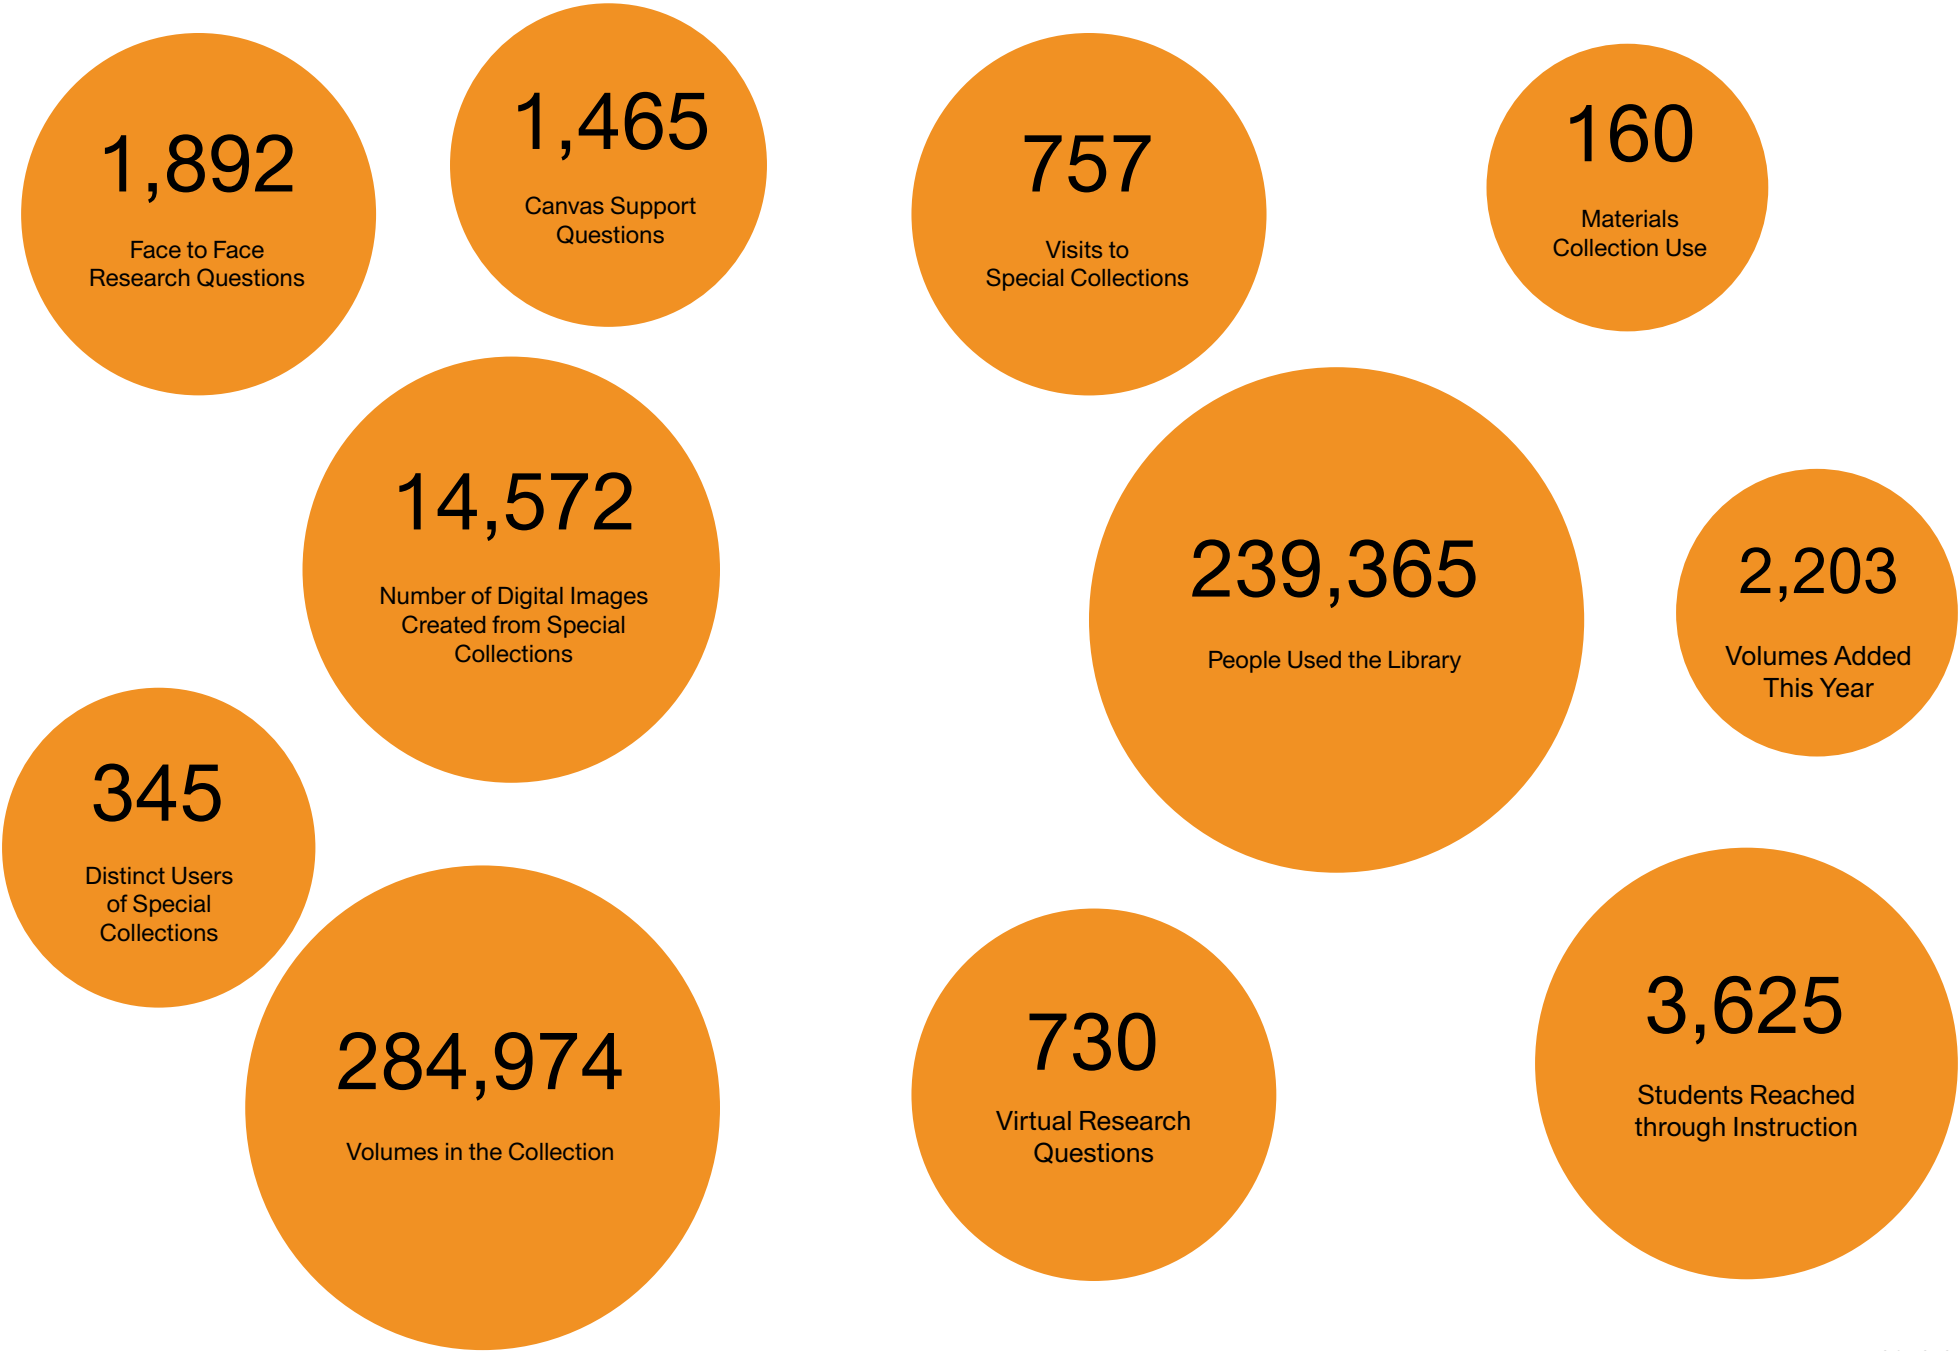 1,892
Face to Face
Research Questions
1,465
Canvas Support
Questions
757
Visits to
Special Collections
160
Materials
Collection Use
14,572
Number of Digital Images
Created from Special
Collections
239,365
People Used the Library
2,203
Volumes Added
This Year
345
Distinct Users
of Special
Collections
284,974
Volumes in the Collection
730
Virtual Research
Questions
3,625
Students Reached
through Instruction